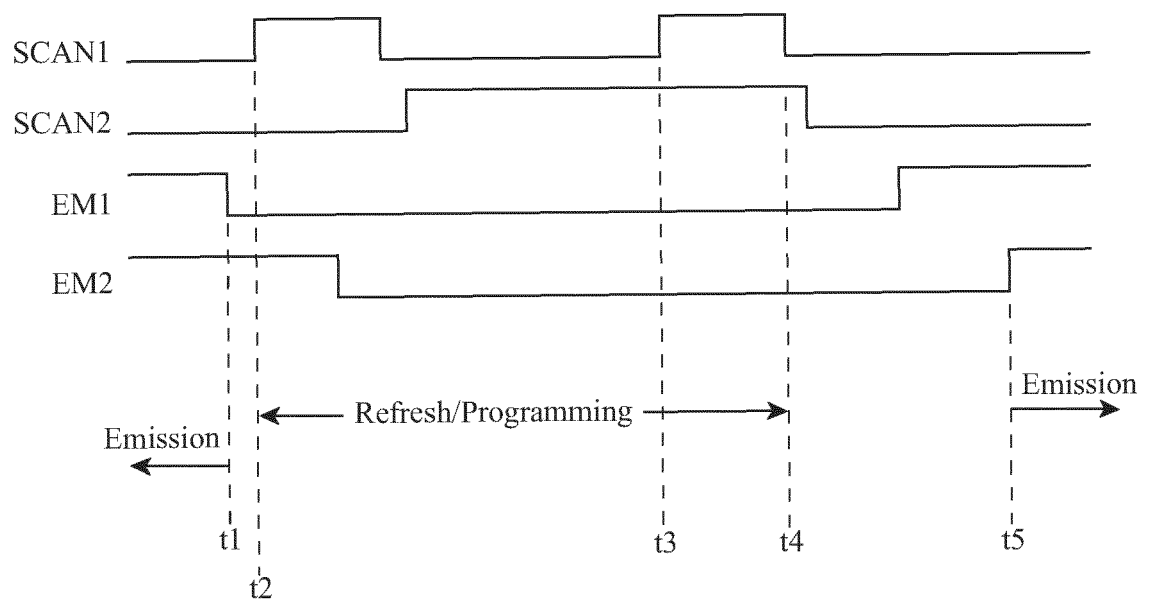 SCAN1
SCAN2
EM1
EM2
Emission
Refresh/Programming
Emission
t1
t2
t3
t4
t5